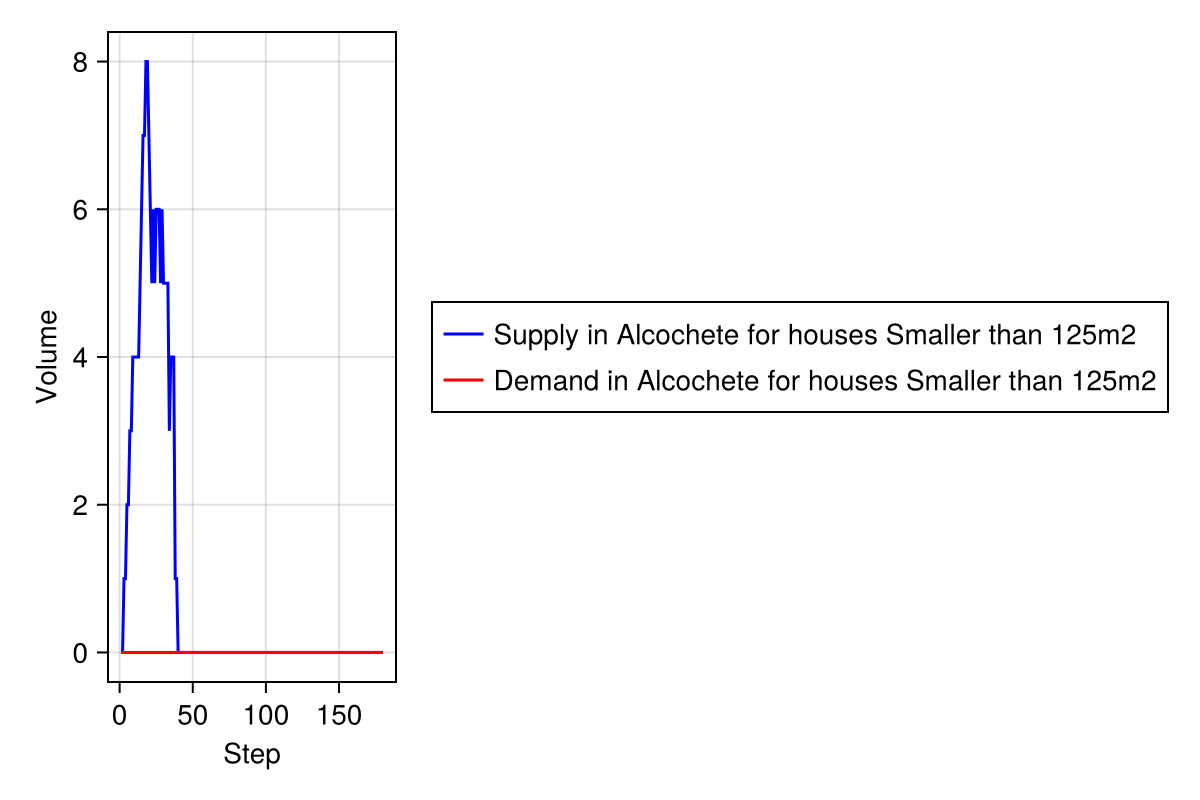 8
6
4
2
0
Volume
0 50 100 150
Step
Supply in Alcochete for houses Smaller than 125m2
Demand in Alcochete for houses Smaller than 125m2